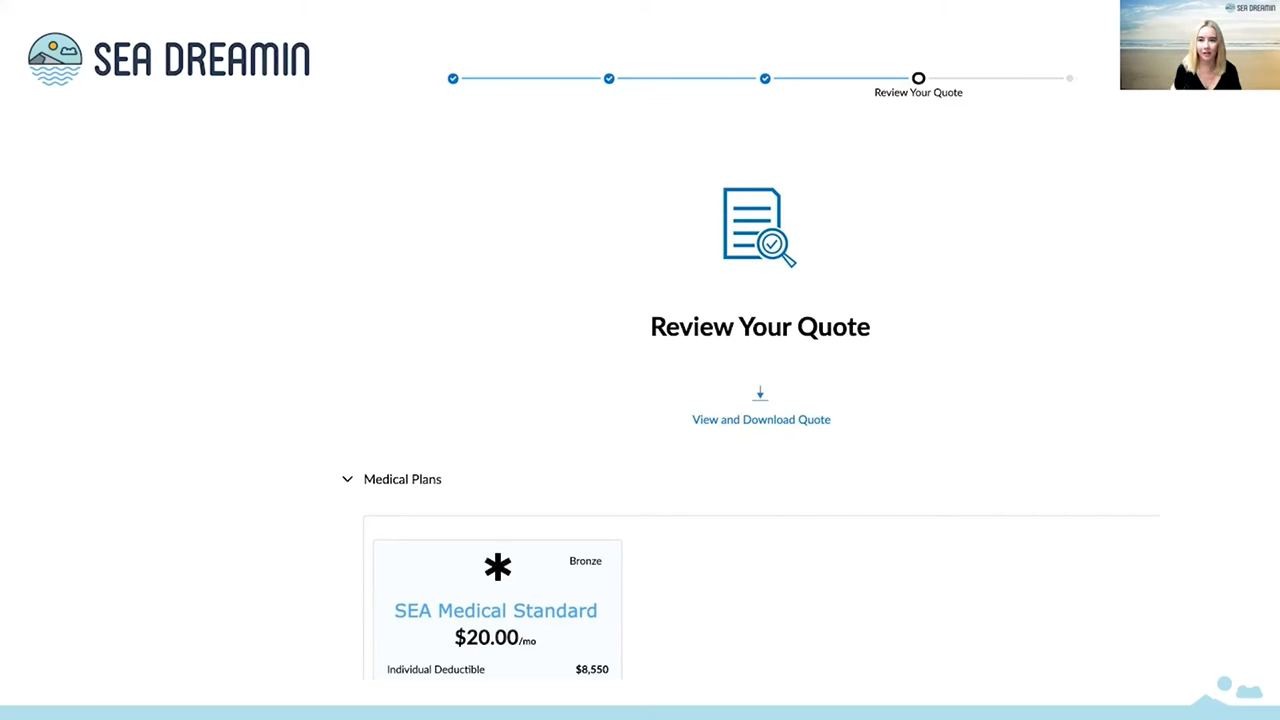 SEA DREAMIN
SEA DREAMIN
Review Your Quote
Review Your Quote
View and Download Quote
Medical Plans
Bronze
SEA Medical Standard
$20.00/mo
Individual Deductible $8,550